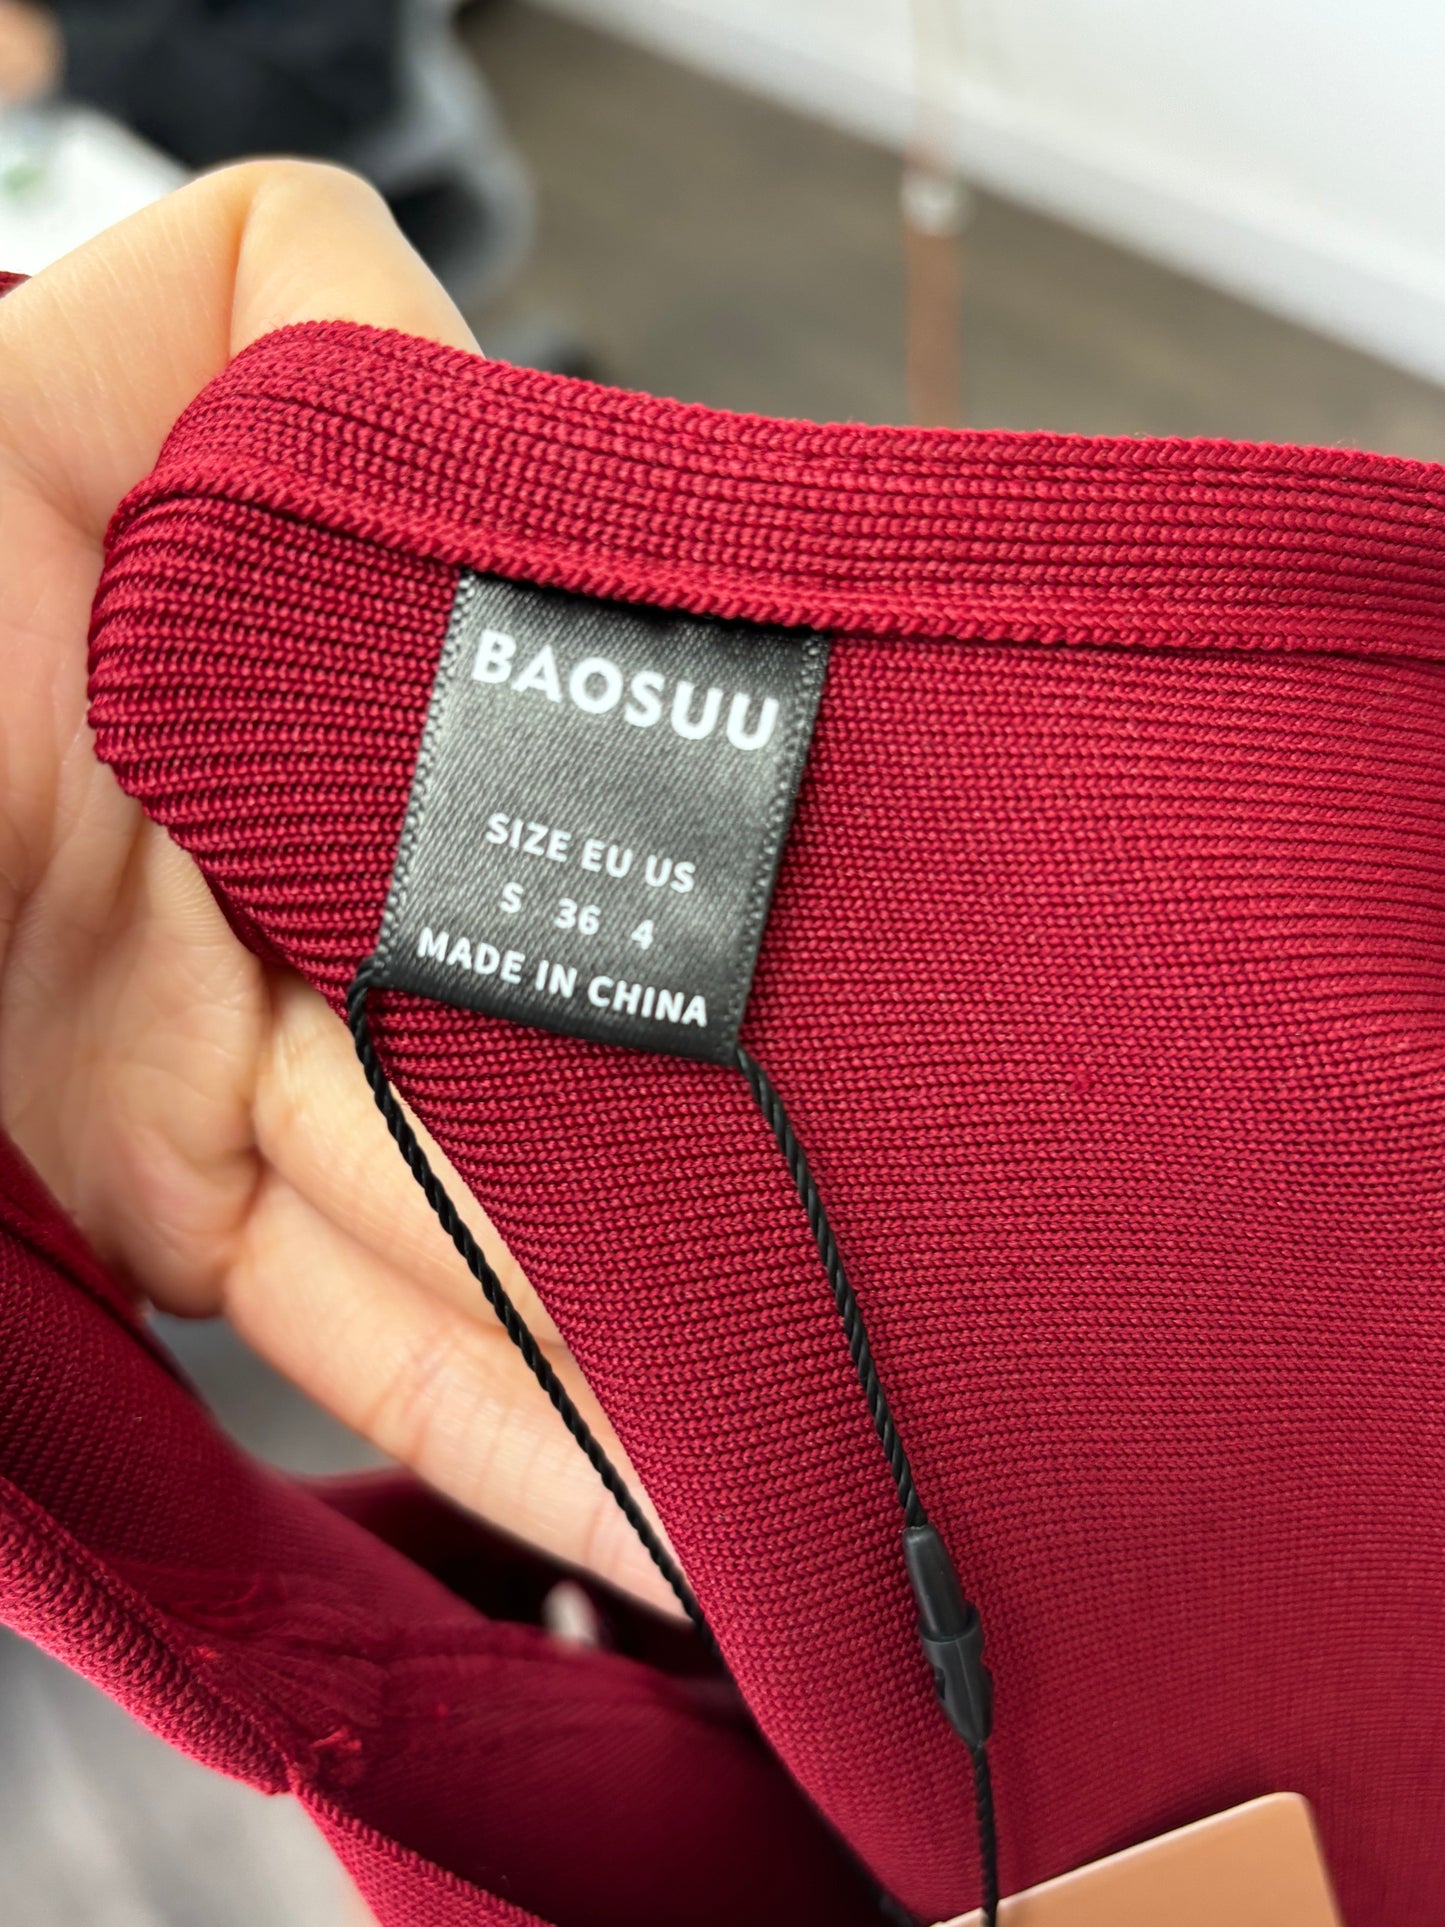 BAOSUU
SIZE EU US
S 36 4
MADE IN CHINA